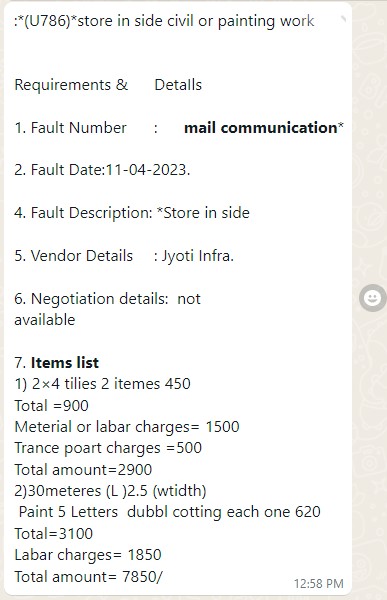 :*(U786)*store in side civil or painting work
Requirements & Detalls
1. Fault Number : mail communication*
2. Fault Date:11-04-2023.
4. Fault Description: *Store in side
5. Vendor Details : Jyoti Infra.
6. Negotiation details: not
available
7. Items list
1) 2×4 tilies 2 itemes 450
Total =900
Meterial or labar charges= 1500
Trance poart charges =500
Total amount=2900
2)30meteres (L )2.5 (wtidth)
Paint 5 Letters dubbl cotting each one 620
Total=3100
Labar charges= 1850
Total amount= 7850/
12:58 PM